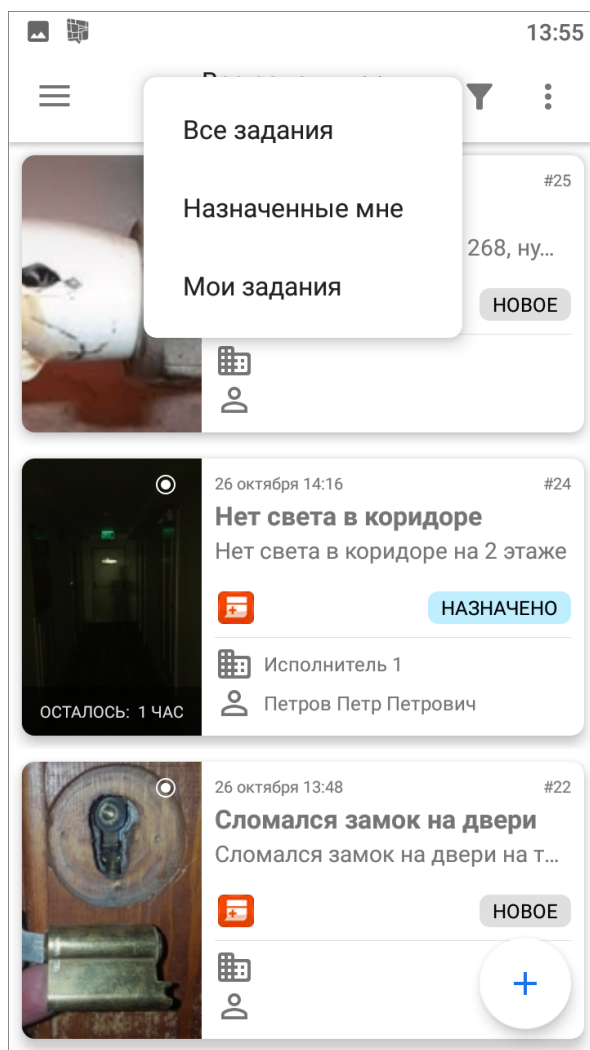 13:55
Все задания
Назначенные мне
Мои задания
#25
268, ну...
НОВОЕ
26 октября 14:16
#24
Нет света в коридоре
Нет света в коридоре на 2 этаже
НАЗНАЧЕНО
Исполнитель 1
Петров Петр Петрович
ОСТАЛОСЬ: 1 ЧАС
26 октября 13:48
#22
Сломался замок на двери
Сломался замок на двери на т...
НОВОЕ